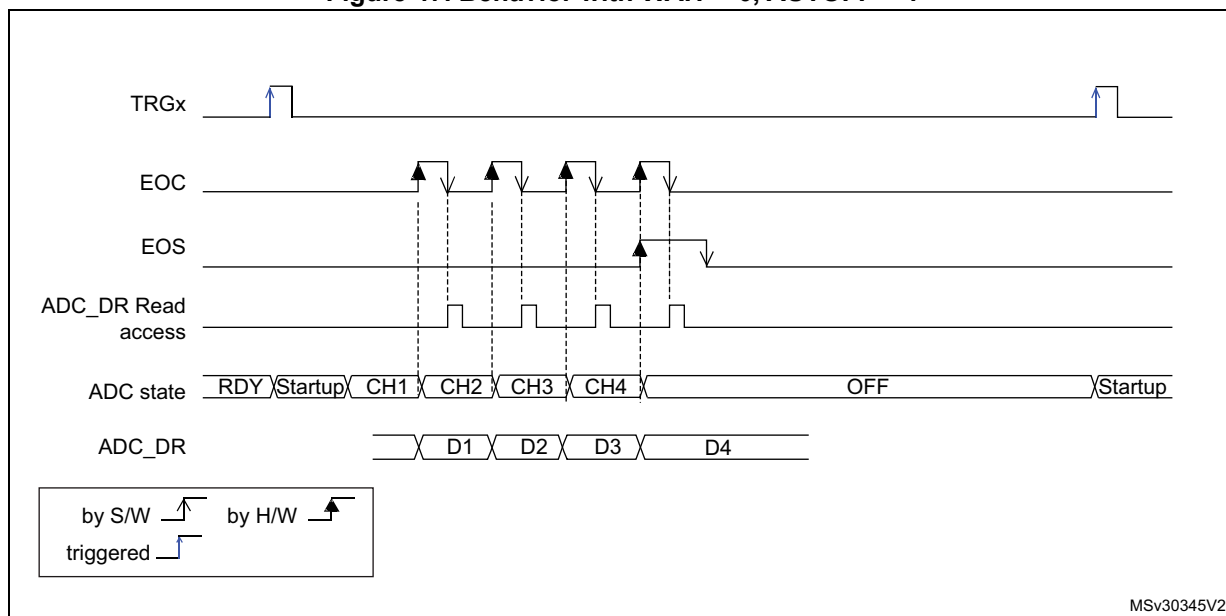 TRGx
EOC
EOS
ADC_DR Read
access
ADC state RDY Startup CH1 CH2 CH3 CH4 OFF Startup
ADC_DR D1 D2 D3 D4
by S/W by H/W
triggered
MSv30345V2